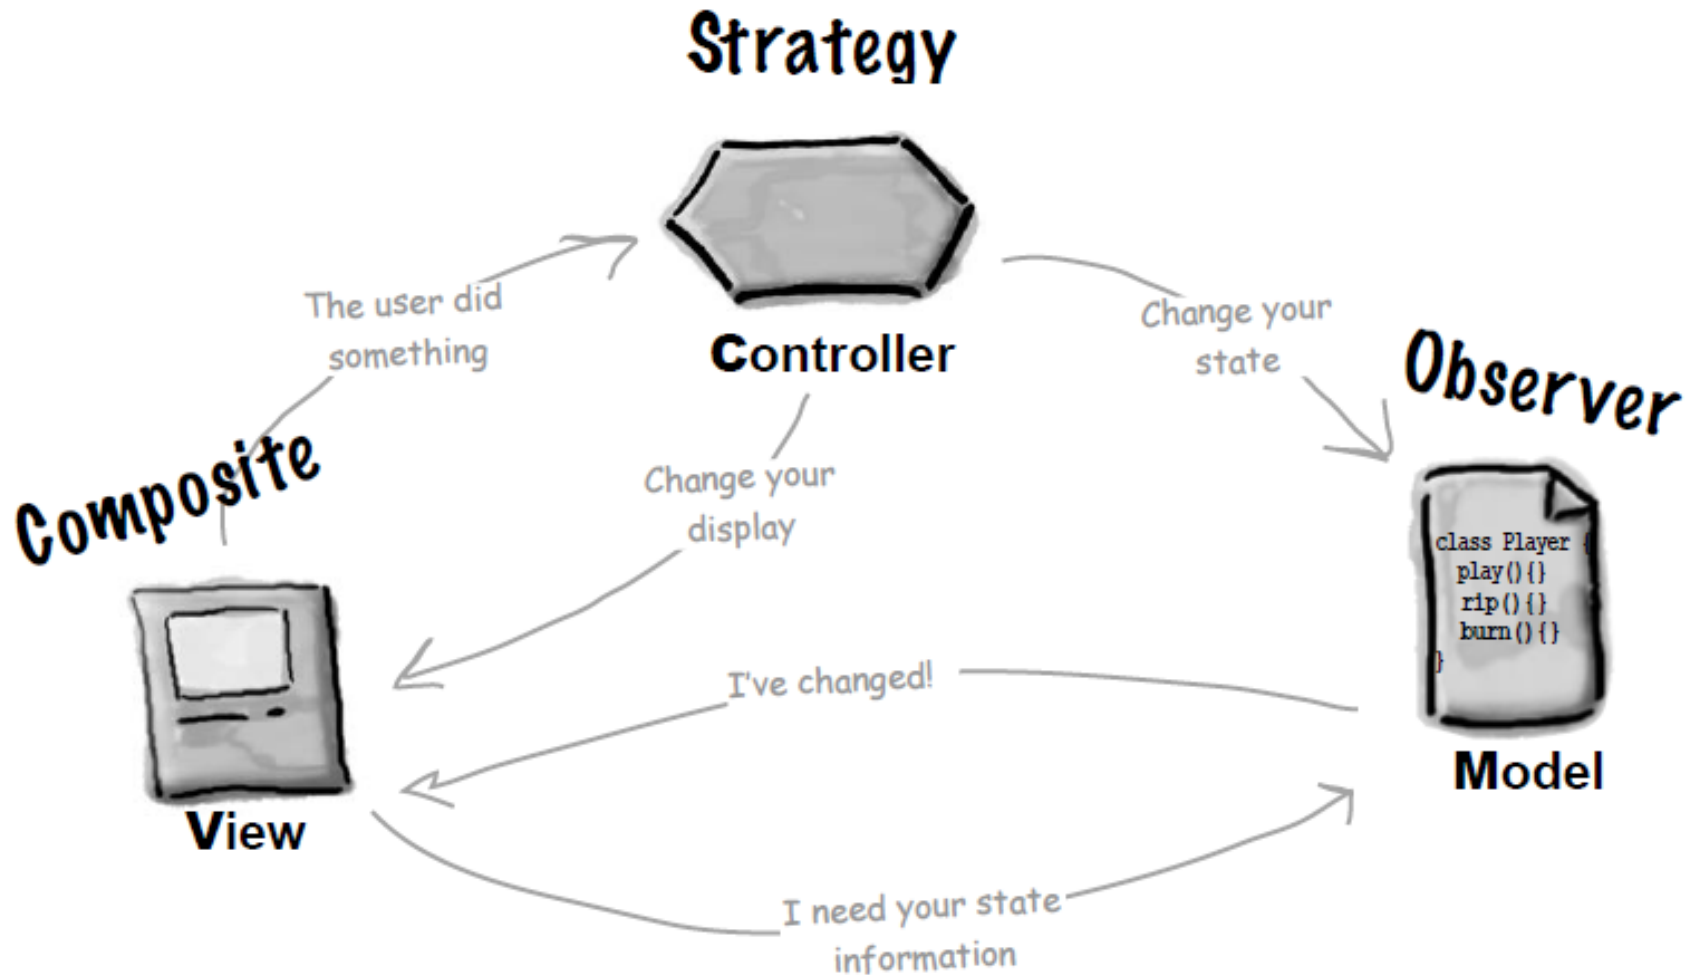 Strategy
The user did
something
Controller
Change your
state
Observer
Composite
Change your
display
class Player {
play(){}
rip(){}
burn(){}
}
I've changed!
Model
View
I need your state
information